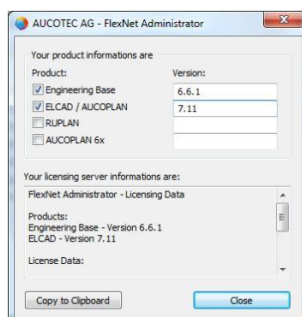 AUCOTEC AG - FlexNet Administrator
Your product informations are
Product: Version:
Engineering Base 6.6.1
ELCAD / AUCOPLAN 7.11
RUPLAN
AUCOPLAN 6x
Your licensing server informations are:
FlexNet Administrator - Licensing Data
Products:
Engineering Base - Version 6.6.1
ELCAD - Version 7.11
License Data:
Copy to Clipboard Close